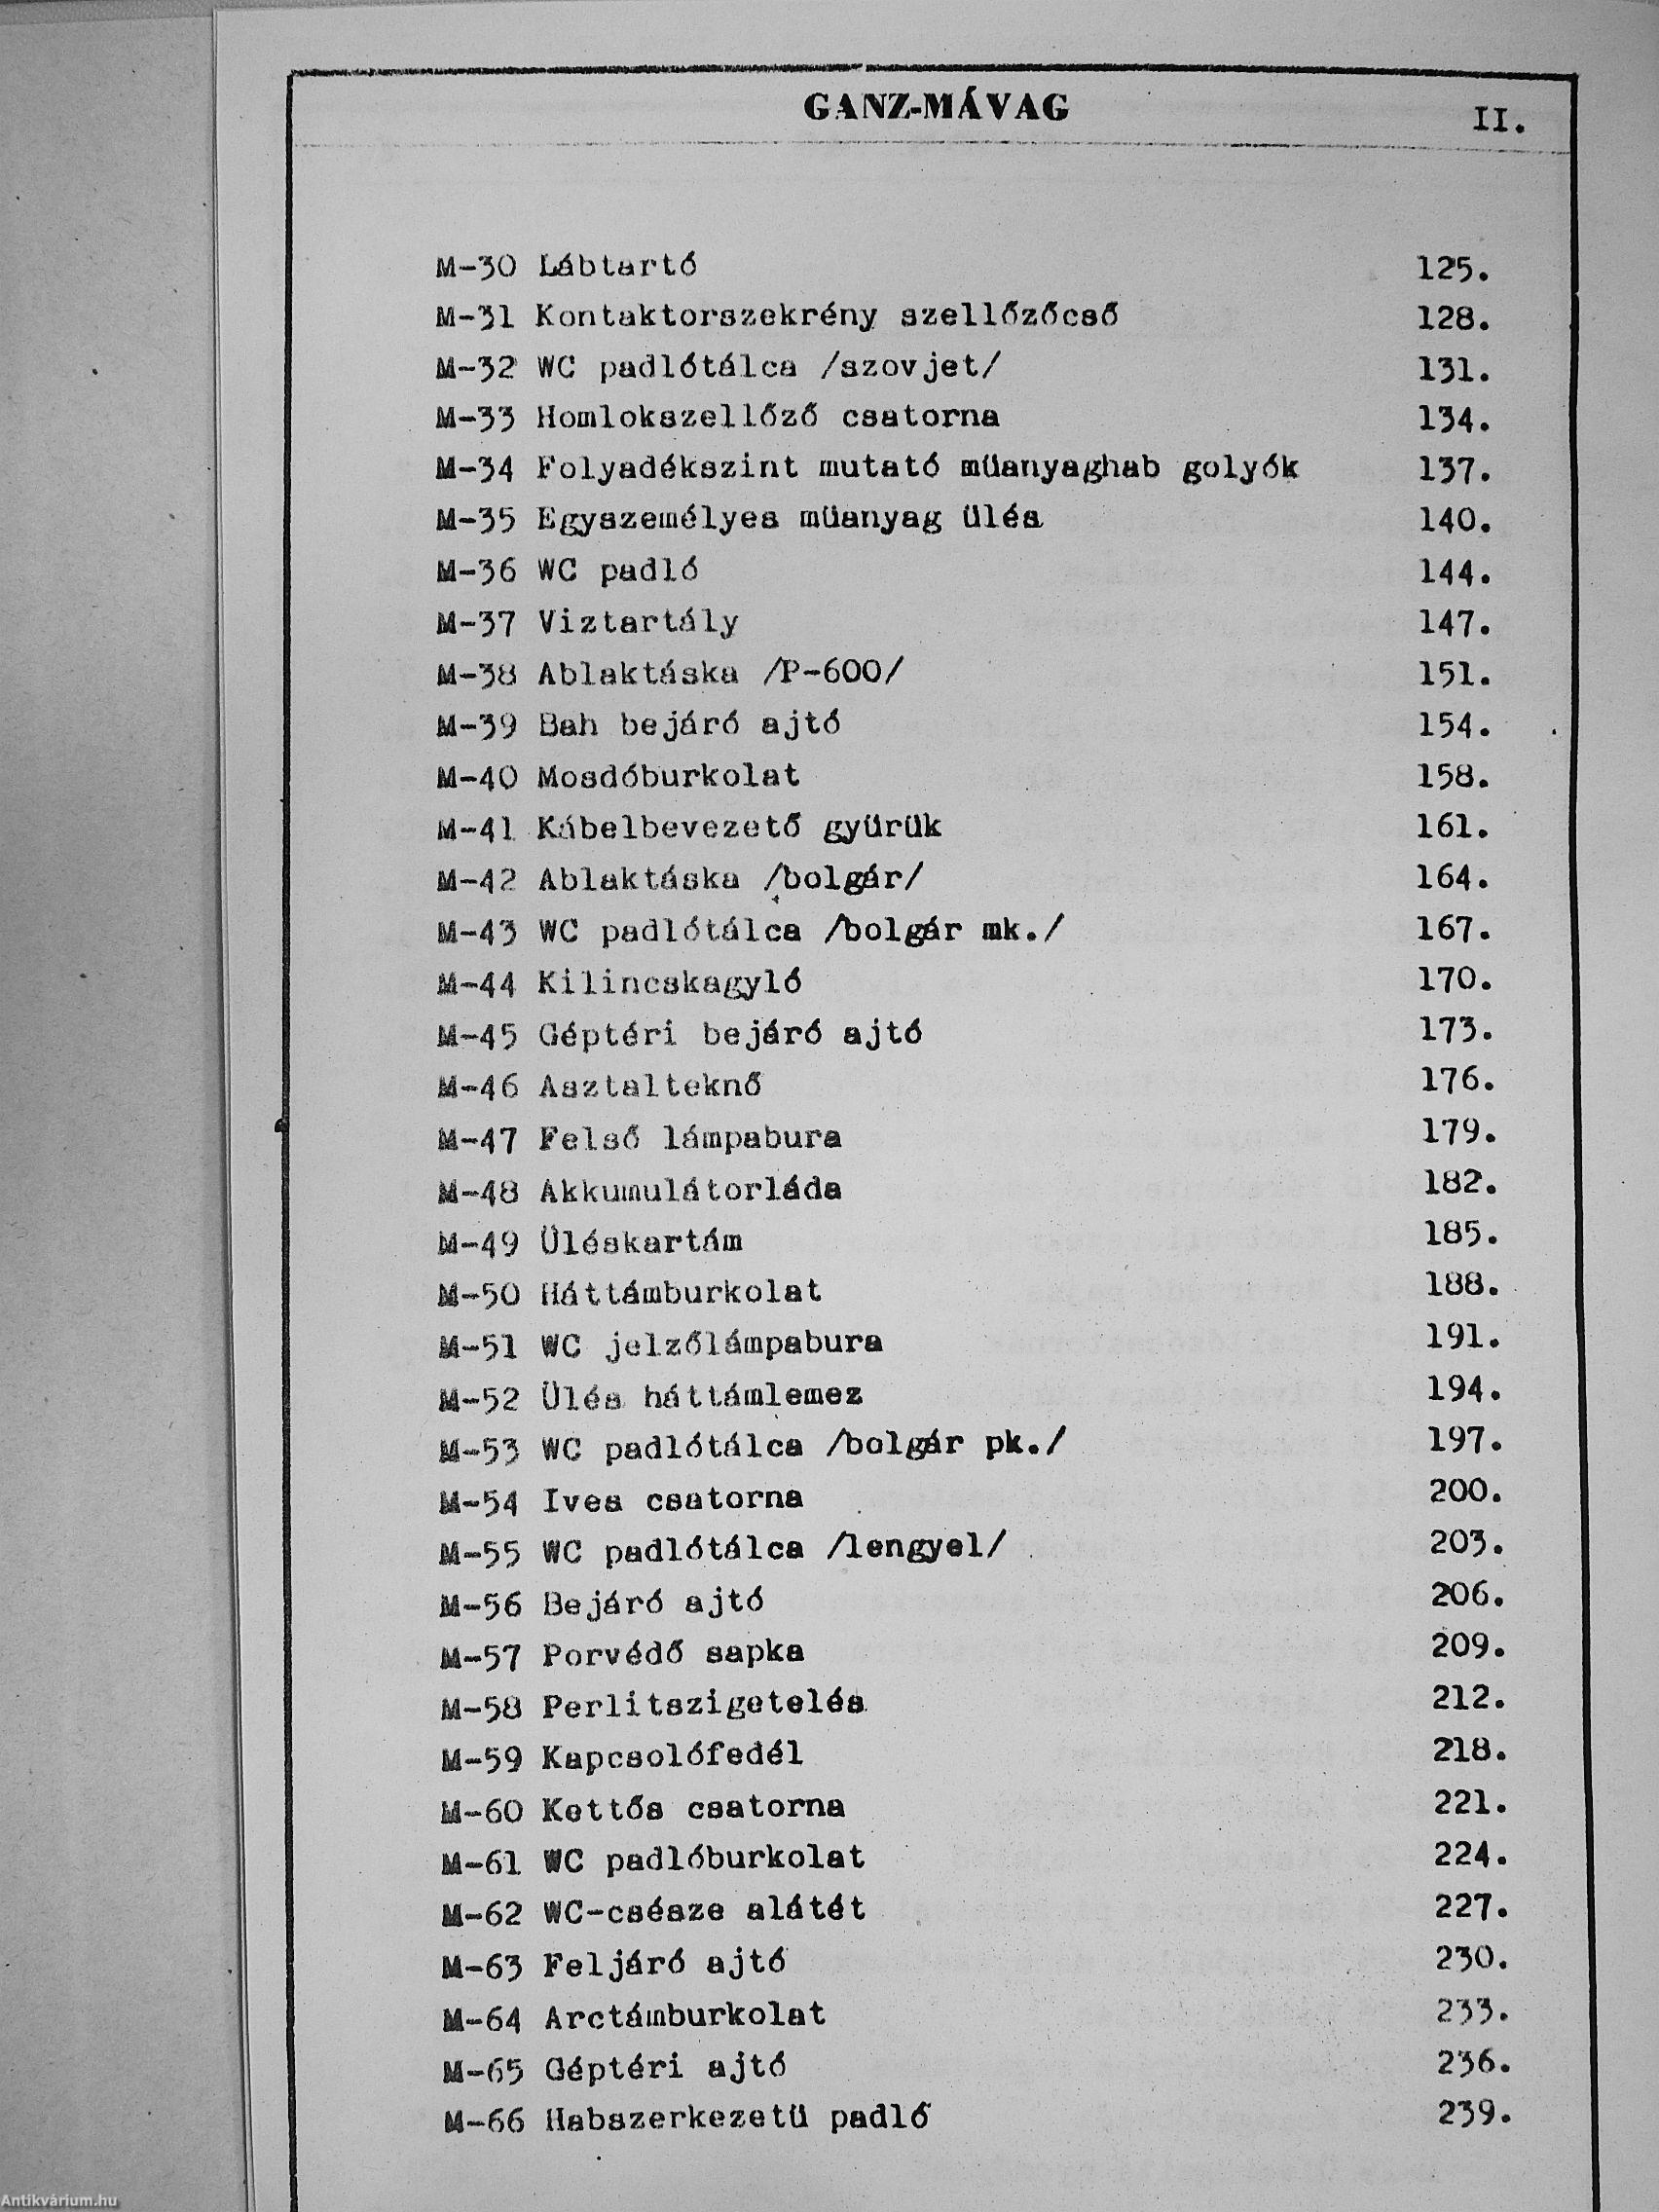 GANZ-MÁVAG
II.
M-30 Lábtartó 125.
M-31 Kontaktorszekrény szellőzőcső 128.
M-32 WC padlótálca /szovjet/ 131.
M-33 Homlokszellőző csatorna 134.
M-34 Folyadékszint mutató müanyaghab golyók 137.
M-35 Egyszemélyes müanyag ülés 140.
M-36 WC padló 144.
M-37 Viztartály 147.
M-38 Ablaktáska /P-600/ 151.
M-39 Bah bejáró ajtó 154.
M-40 Mosdóburkolat 158.
M-41 Kábelbevezető gyürük 161.
M-42 Ablaktáska /bolgár/ 164.
M-43 WC padlótálca /bolgár mk./ 167.
M-44 Kilincskagyló 170.
M-45 Géptéri bejáró ajtó 173.
M-46 Asztalteknő 176.
M-47 Felső lámpabura 179.
M-48 Akkumulátorláda 182.
M-49 Üléskartám 185.
M-50 Háttámburkolat 188.
M-51 WC jelzőlámpabura 191.
M-52 Ülés háttámlemez 194.
M-53 WC padlótálca /bolgár pk./ 197.
M-54 Ives csatorna 200.
M-55 WC padlótálca /lengyel/ 203.
M-56 Bejáró ajtó 206.
M-57 Porvédő sapka 209.
M-58 Perlitszigetelés 212.
M-59 Kapcsolófedél 218.
M-60 Kettős csatorna 221.
M-61 WC padlóburkolat 224.
M-62 WC-csésze alátét 227.
M-63 Feljáró ajtó 230.
M-64 Arctámburkolat 233.
M-65 Géptéri ajtó 236.
M-66 Habszerkezetü padló 239.
Antikvárium.hu